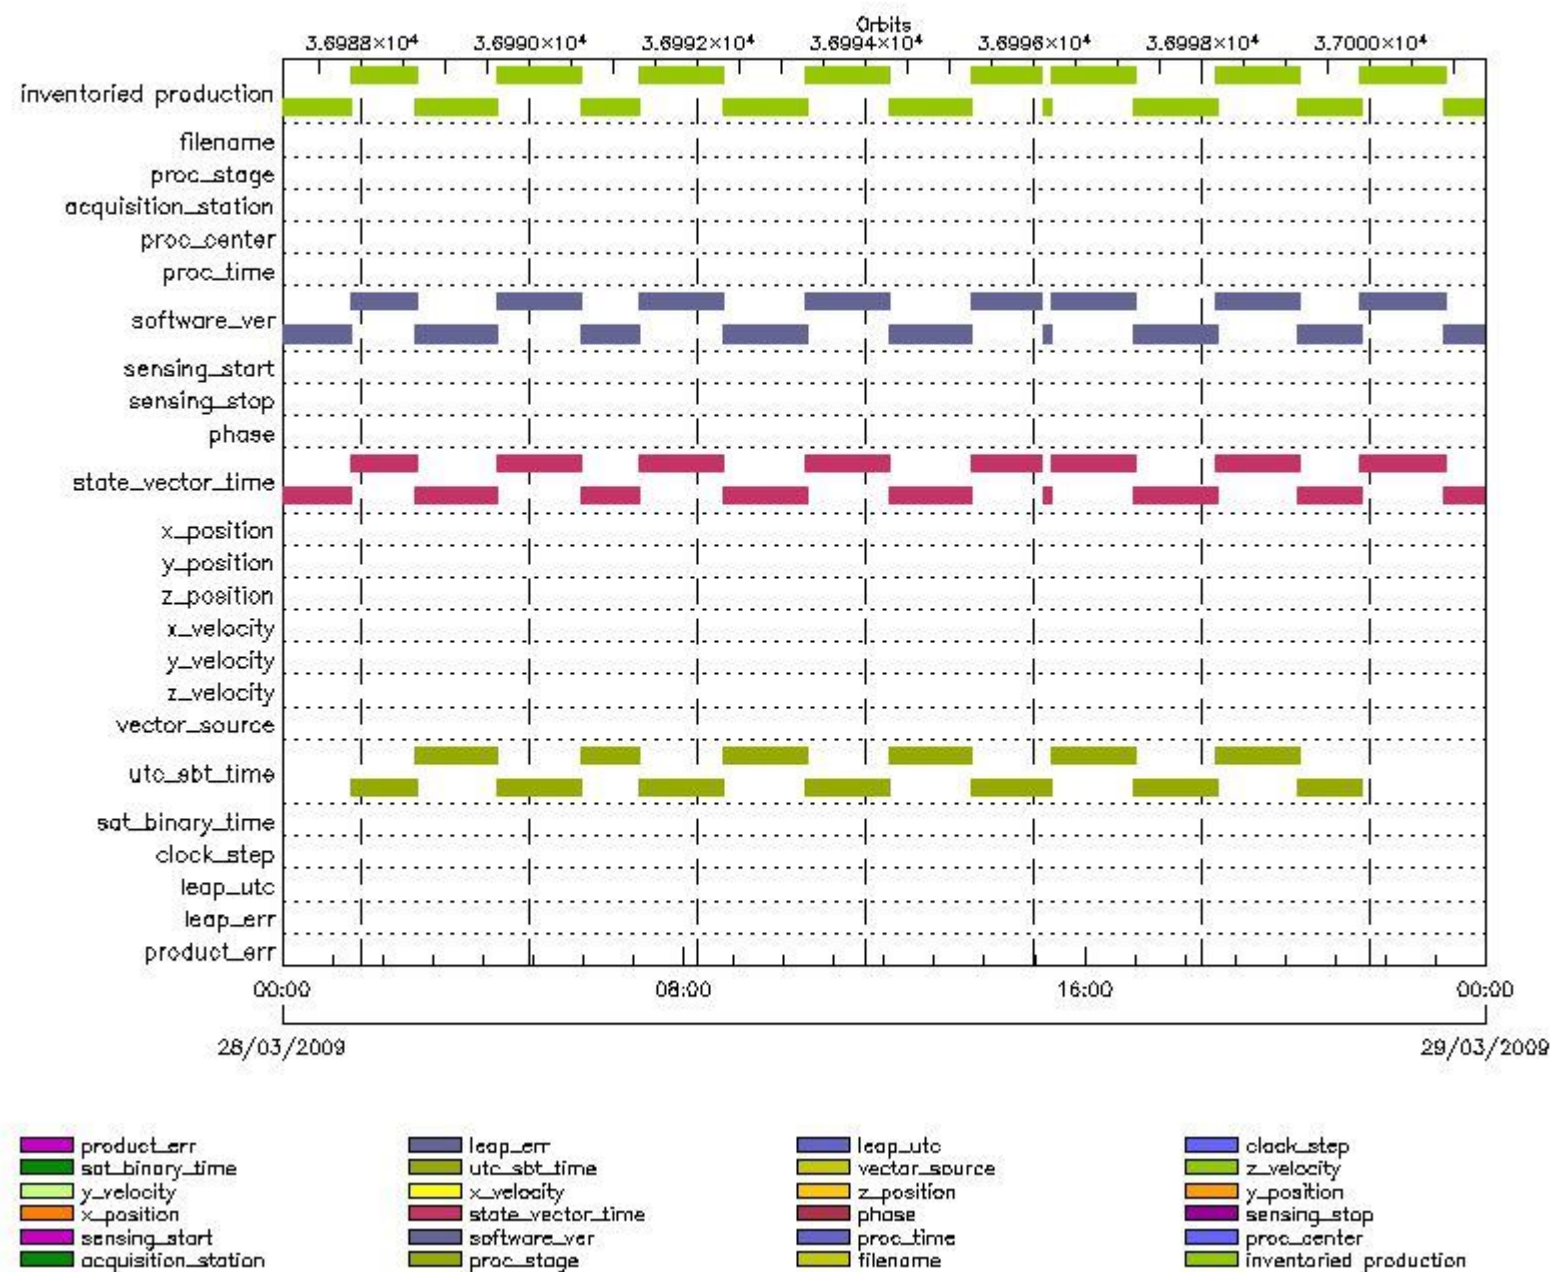 Orbits
3.6988×10⁴ 3.6990×10⁴ 3.6992×10⁴ 3.6994×10⁴ 3.6996×10⁴ 3.6998×10⁴ 3.7000×10⁴
inventoried production
filename
proc_stage
acquisition_station
proc_center
proc_time
software_ver
sensing_start
sensing_stop
phase
state_vector_time
x_position
y_position
z_position
x_velocity
y_velocity
z_velocity
vector_source
utc_sbt_time
sat_binary_time
clock_step
leap_utc
leap_err
product_err
00:00 08:00 16:00 00:00
28/03/2009 29/03/2009
product_err leap_err leap_utc clock_step
sat_binary_time utc_sbt_time vector_source z_velocity
y_velocity x_velocity z_position y_position
x_position state_vector_time phase sensing_stop
sensing_start software_ver proc_time proc_center
acquisition_station proc_stage filename inventoried production